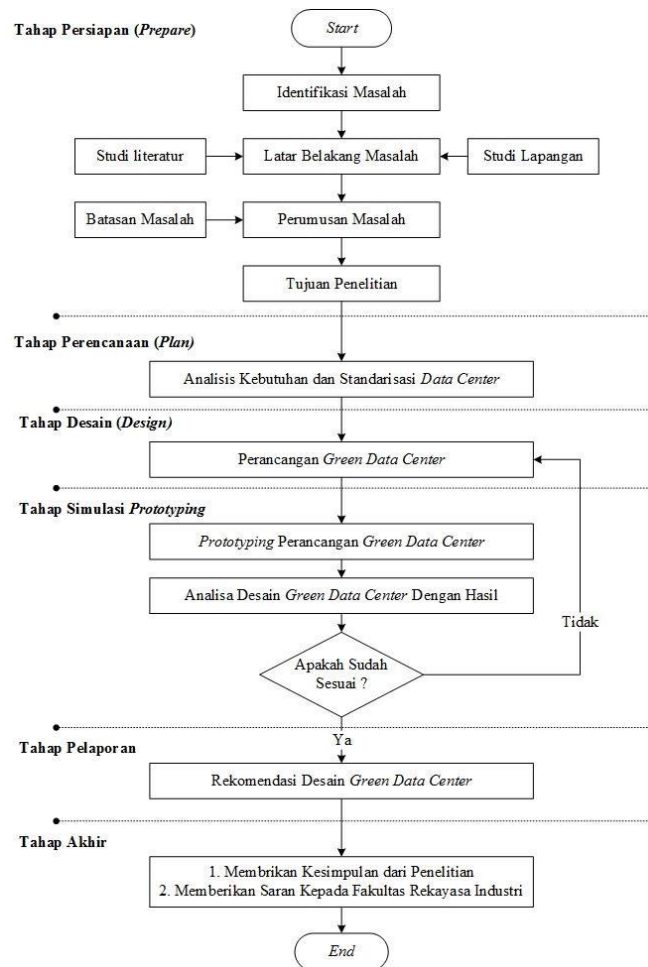 Tahap Persiapan (Prepare)
Start
Identifikasi Masalah
Studi literatur
Latar Belakang Masalah
Studi Lapangan
Batasan Masalah
Perumusan Masalah
Tujuan Penelitian
Tahap Perencanaan (Plan)
Analisis Kebutuhan dan Standarisasi Data Center
Tahap Desain (Design)
Perancangan Green Data Center
Tahap Simulasi Prototyping
Prototyping Perancangan Green Data Center
Analisa Desain Green Data Center Dengan Hasil
Tidak
Apakah Sudah
Sesuai ?
Ya
Tahap Pelaporan
Rekomendasi Desain Green Data Center
Tahap Akhir
1. Membrikan Kesimpulan dari Penelitian
2. Memberikan Saran Kepada Fakultas Rekayasa Industri
End